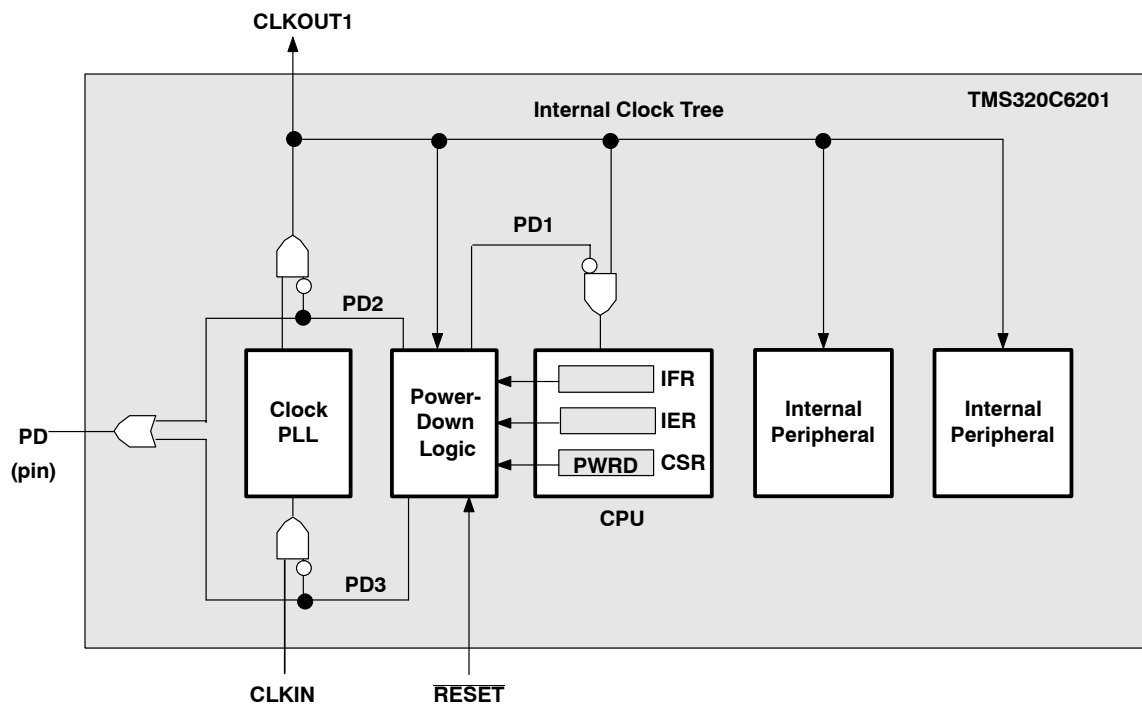 CLKOUT1
TMS320C6201
Internal Clock Tree
PD1
PD2
Clock
PLL
Power-
Down
Logic
IFR
IER
PWRD
CSR
CPU
Internal
Peripheral
Internal
Peripheral
PD
(pin)
PD3
CLKIN
RESET